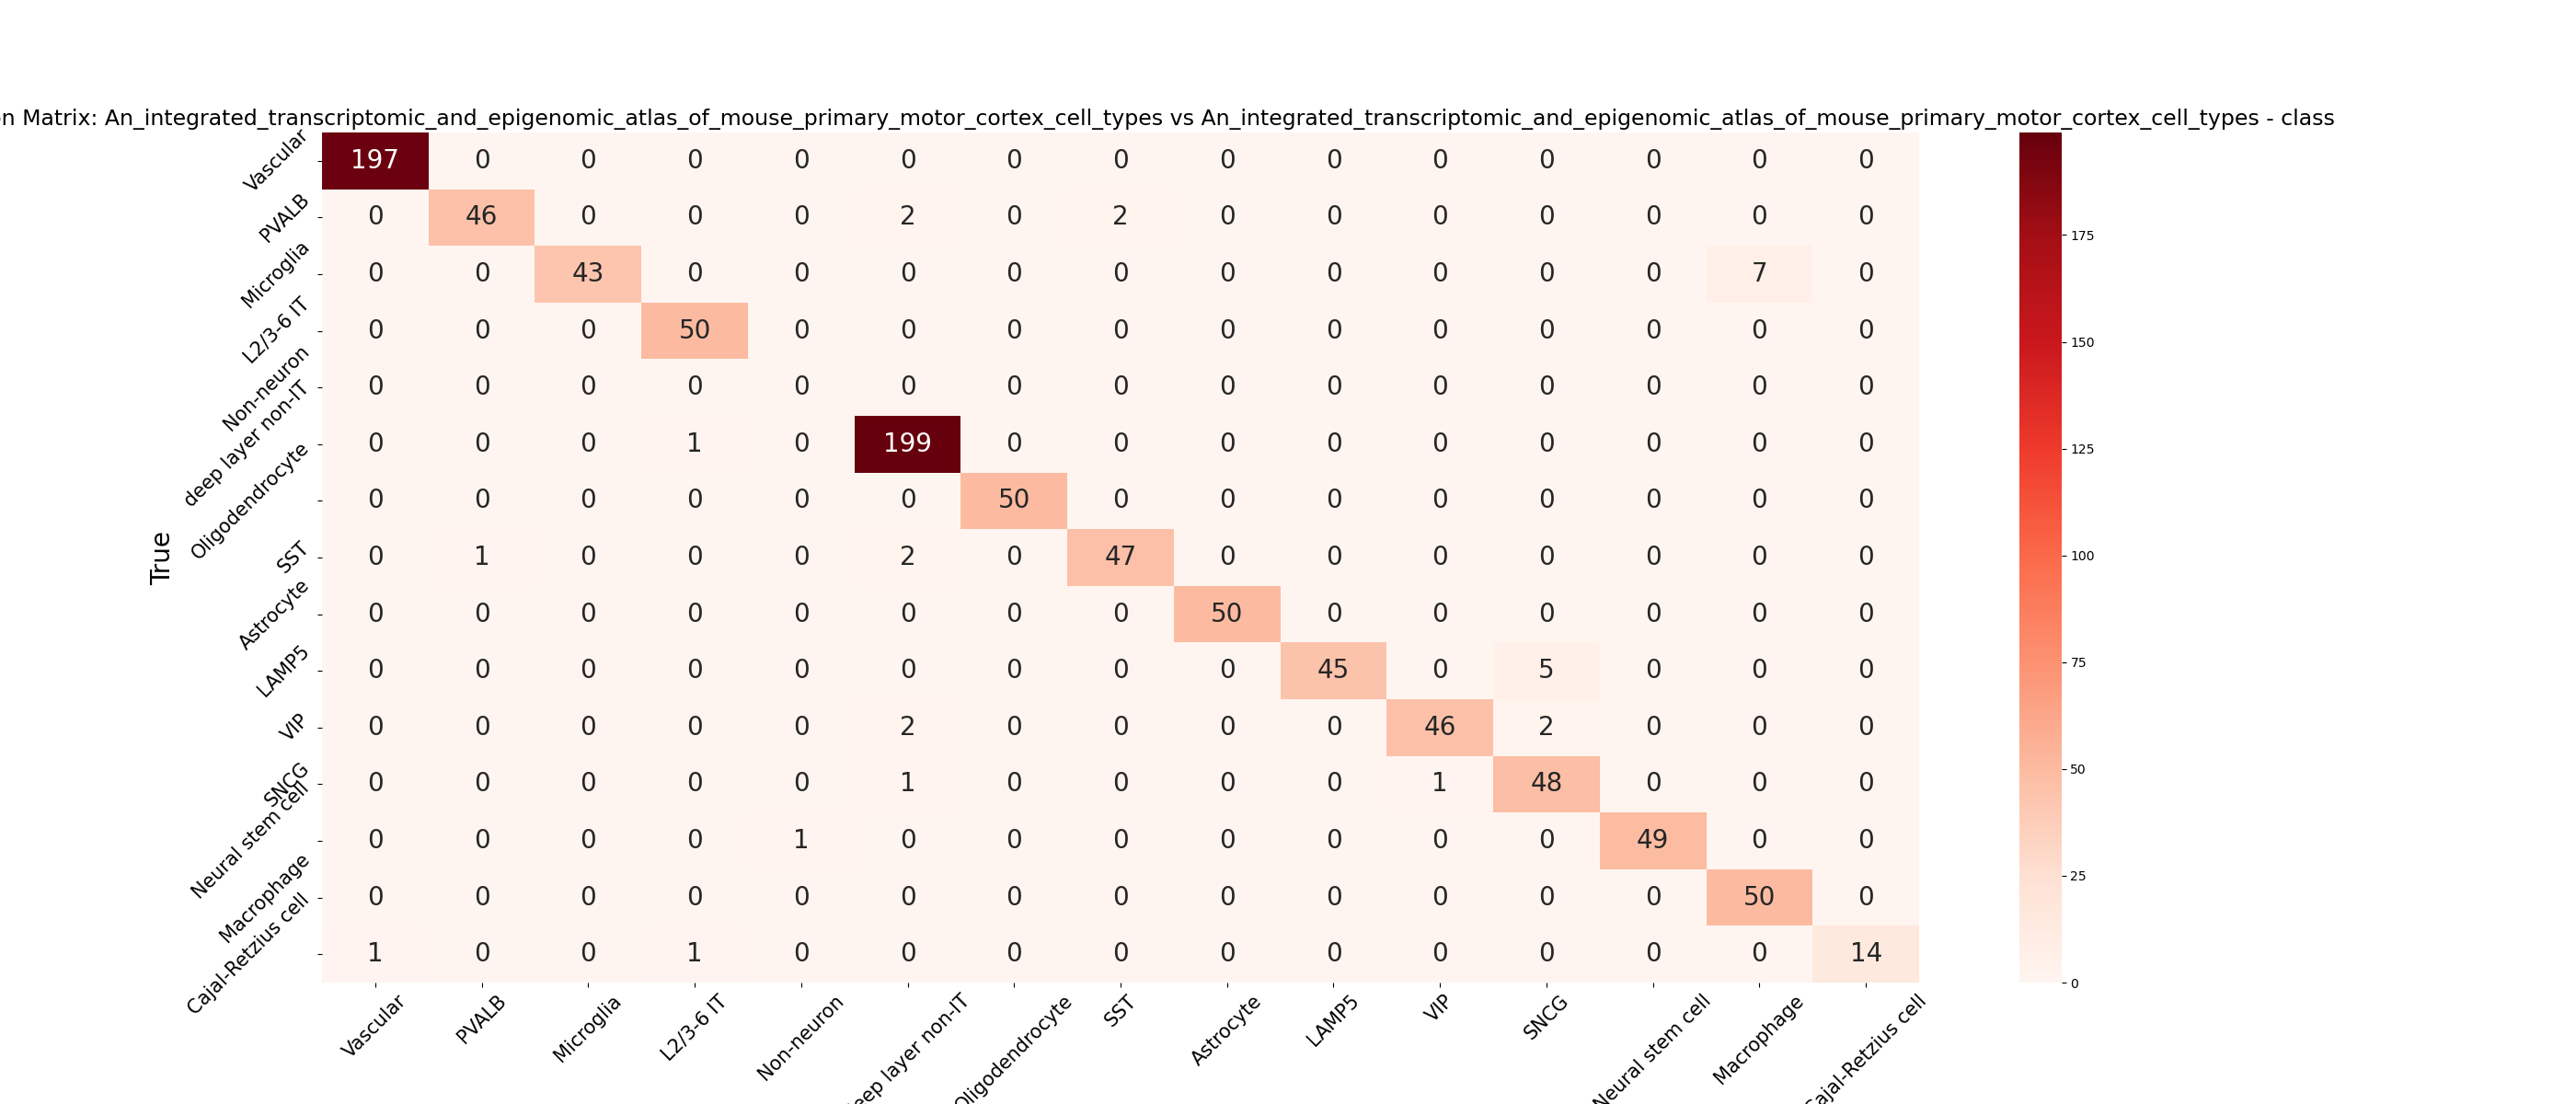 n Matrix: An_integrated_transcriptomic_and_epigenomic_atlas_of_mouse_primary_motor_cortex_cell_types vs An_integrated_transcriptomic_and_epigenomic_atlas_of_mouse_primary_motor_cortex_cell_types - class
Vascular 197 0 0 0 0 0 0 0 0 0 0 0 0 0 0
PVALB 0 46 0 0 0 2 0 2 0 0 0 0 0 0 0
Microglia 0 0 43 0 0 0 0 0 0 0 0 0 0 7 0
L2/3-6 IT 0 0 0 50 0 0 0 0 0 0 0 0 0 0 0
Non-neuron 0 0 0 0 0 0 0 0 0 0 0 0 0 0 0
deep layer non-IT 0 0 0 1 0 199 0 0 0 0 0 0 0 0 0
Oligodendrocyte 0 0 0 0 0 0 50 0 0 0 0 0 0 0 0
SST 0 1 0 0 0 2 0 47 0 0 0 0 0 0 0
Astrocyte 0 0 0 0 0 0 0 0 50 0 0 0 0 0 0
LAMP5 0 0 0 0 0 0 0 0 0 45 0 5 0 0 0
VIP 0 0 0 0 0 2 0 0 0 0 46 2 0 0 0
SNCG 0 0 0 0 0 1 0 0 0 0 1 48 0 0 0
Neural stem cell 0 0 0 0 1 0 0 0 0 0 0 0 49 0 0
Macrophage 0 0 0 0 0 0 0 0 0 0 0 0 0 50 0
Cajal-Retzius cell 1 0 0 1 0 0 0 0 0 0 0 0 0 0 14
True
Vascular
PVALB
Microglia
L2/3-6 IT
Non-neuron
eep layer non-IT
Oligodendrocyte
SST
Astrocyte
LAMP5
VIP
SNCG
Neural stem cell
Macrophage
Cajal-Retzius cell
175
150
125
100
75
50
25
0